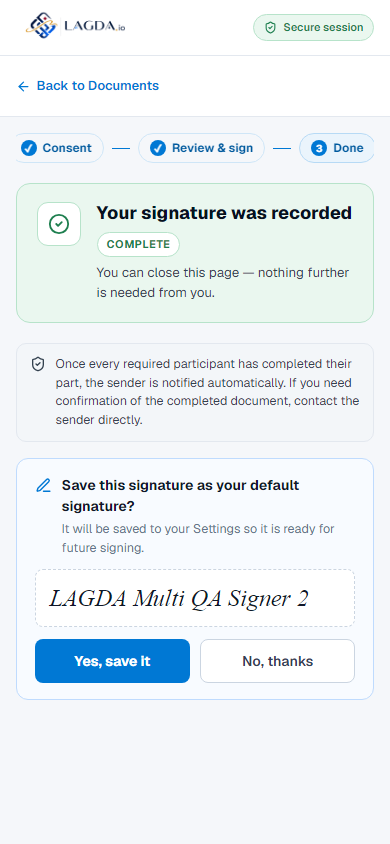 LAGDA.io
Secure session
Back to Documents
Consent
Review & sign
3 Done
Your signature was recorded
COMPLETE
You can close this page — nothing further
is needed from you.
Once every required participant has completed their
part, the sender is notified automatically. If you need
confirmation of the completed document, contact the
sender directly.
Save this signature as your default
signature?
It will be saved to your Settings so it is ready for
future signing.
LAGDA Multi QA Signer 2
Yes, save it
No, thanks